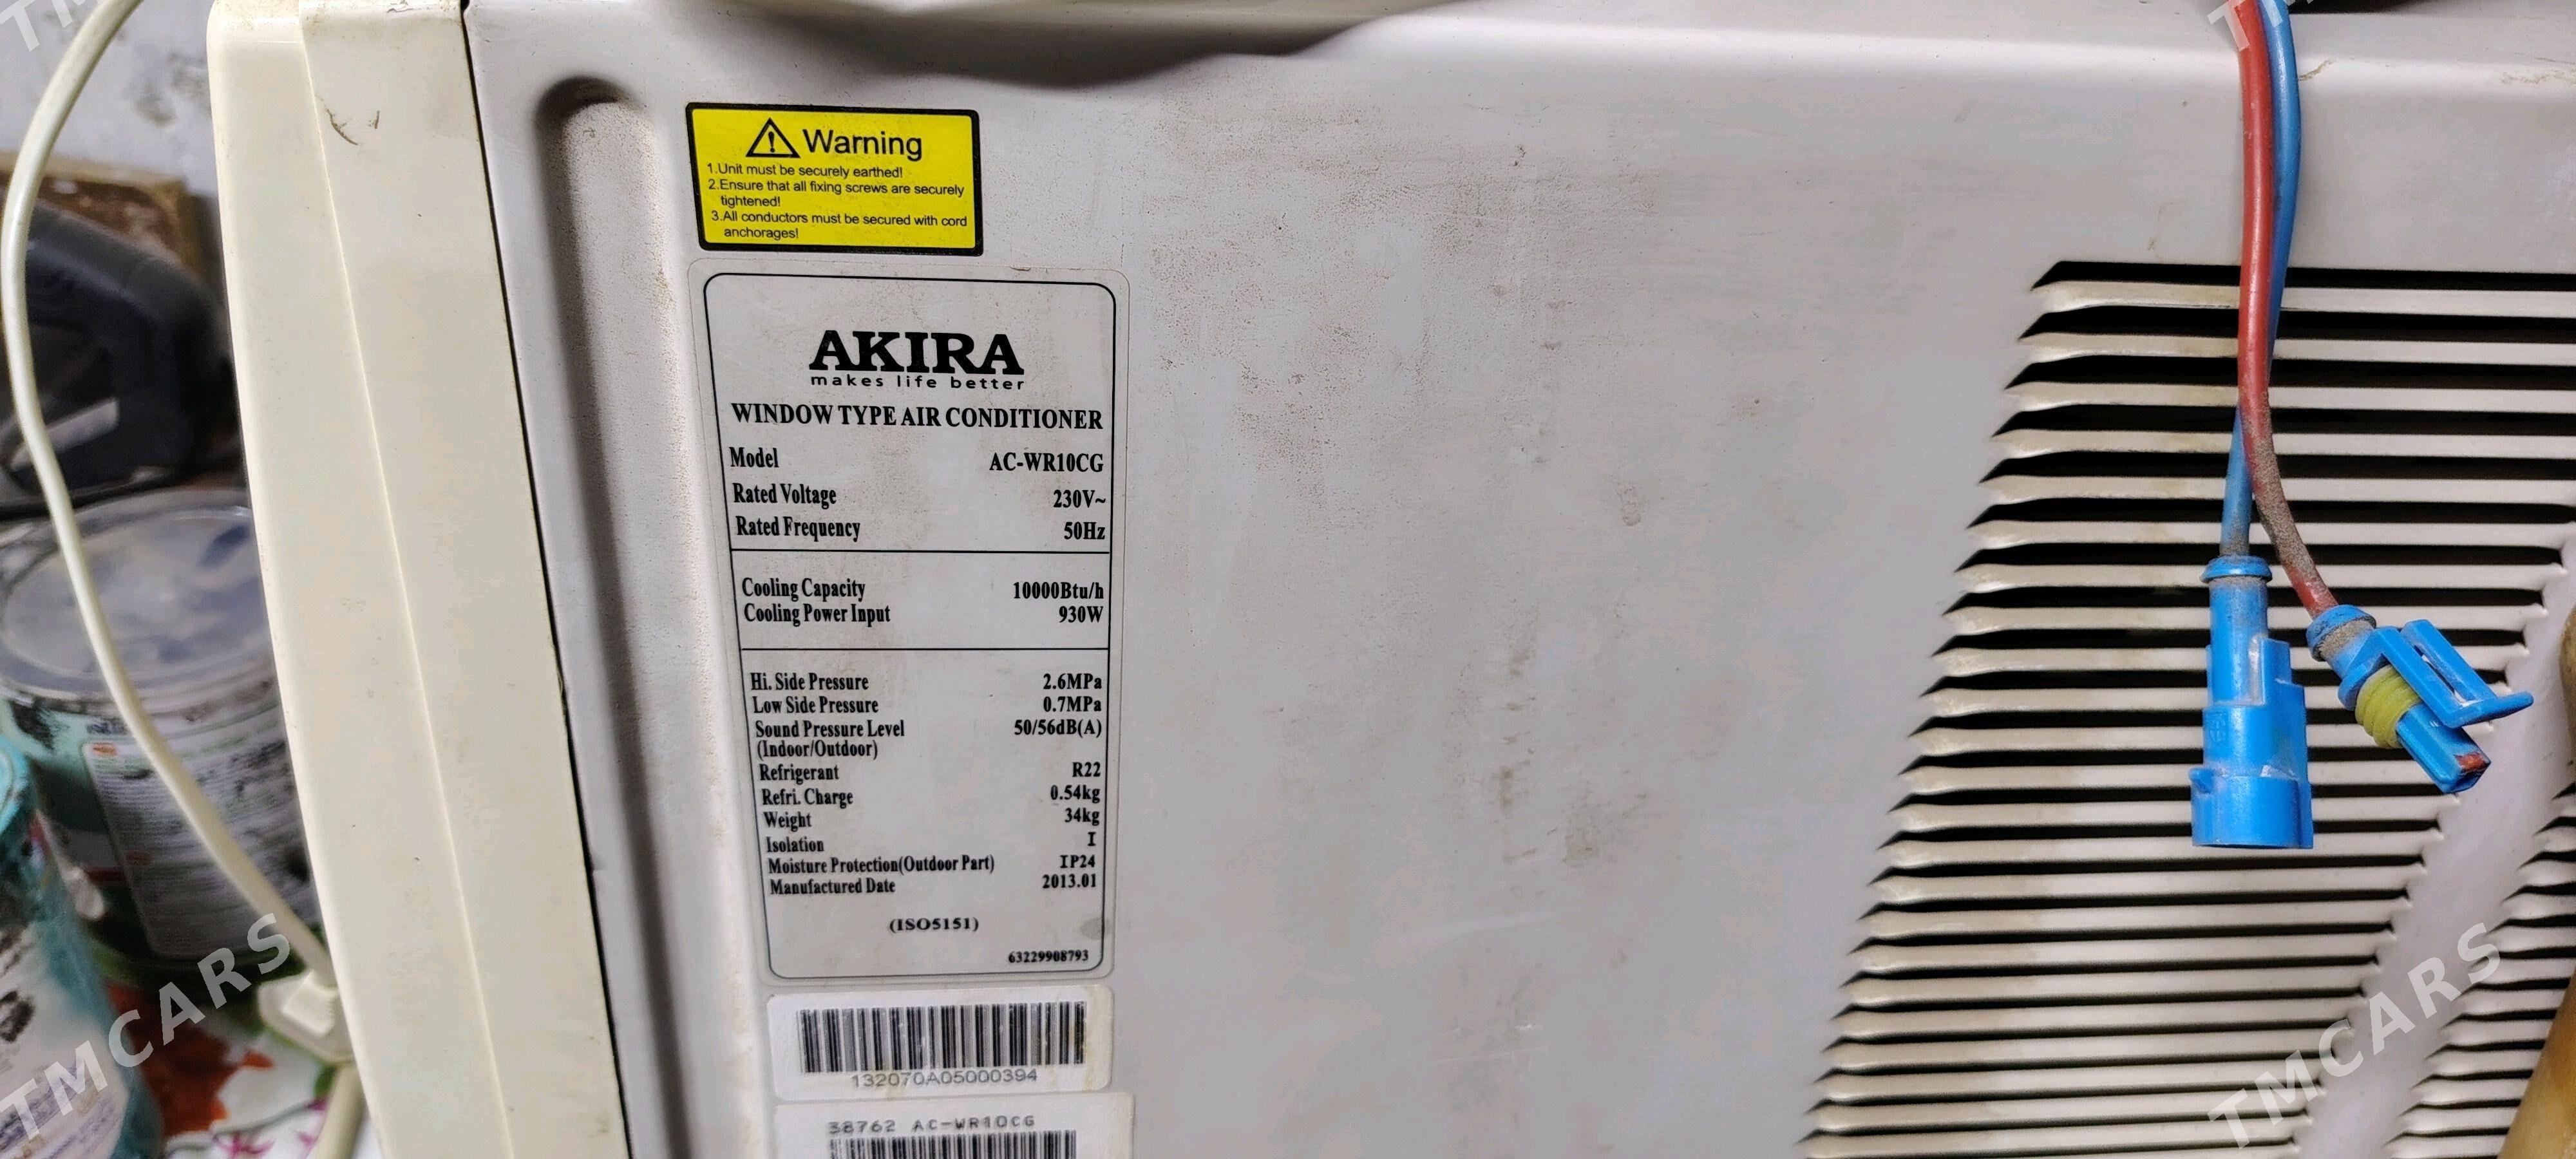 Warning
1.Unit must be securely earthed!
2.Ensure that all fixing screws are securely
tightened!
3.All conductors must be secured with cord
anchorages!
AKIRA
makes life better
WINDOW TYPE AIR CONDITIONER
Model AC-WR10CG
Rated Voltage 230V~
Rated Frequency 50Hz
Cooling Capacity 10000Btu/h
Cooling Power Input 930W
Hi. Side Pressure 2.6MPa
Low Side Pressure 0.7MPa
Sound Pressure Level 50/56dB(A)
(Indoor/Outdoor)
Refrigerant R22
Refri. Charge 0.54kg
Weight 34kg
Isolation I
Moisture Protection(Outdoor Part) IP24
Manufactured Date 2013.01
(ISO5151)
63229908793
132070A05000394
38762 AC-WR10CG
TMCARS
TMCARS